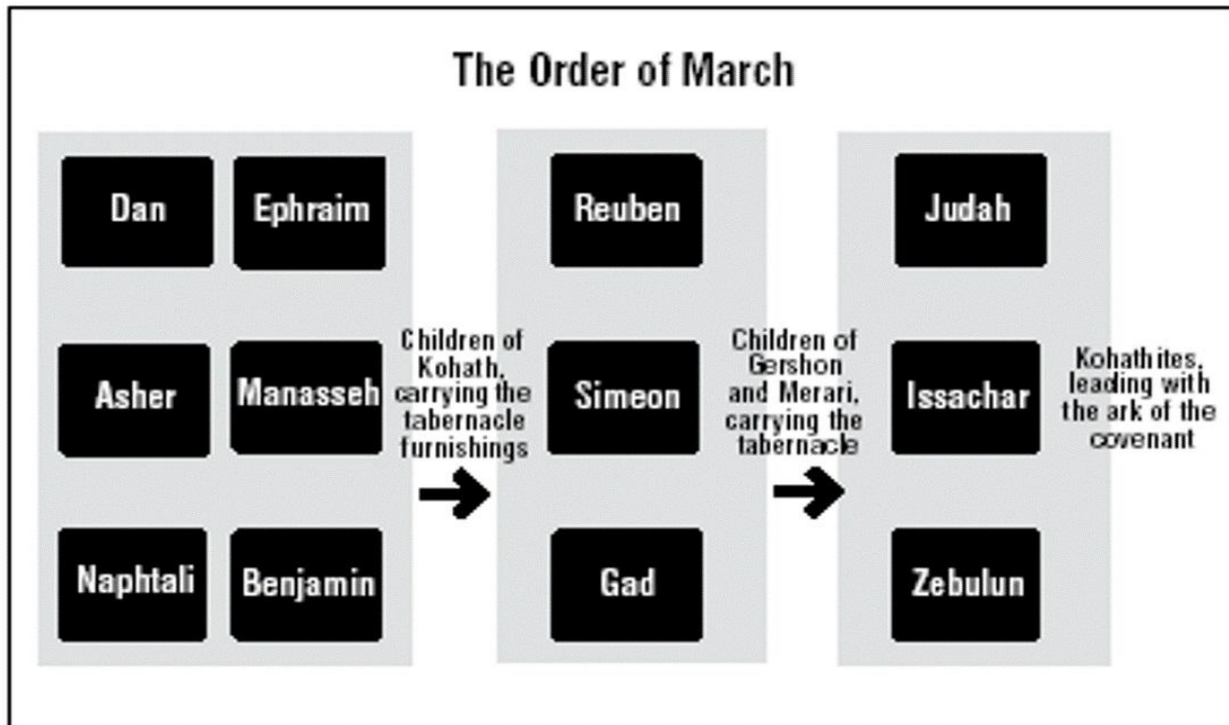 The Order of March
Dan
Ephraim
Asher
Manasseh
Naphtali
Benjamin
Children of
Kohath,
carrying the
tabernacle
furnishings
Reuben
Simeon
Gad
Children of
Gershon
and Merari,
carrying the
tabernacle
Judah
Issachar
Zebulun
Kohathites,
leading with
the ark of the
covenant